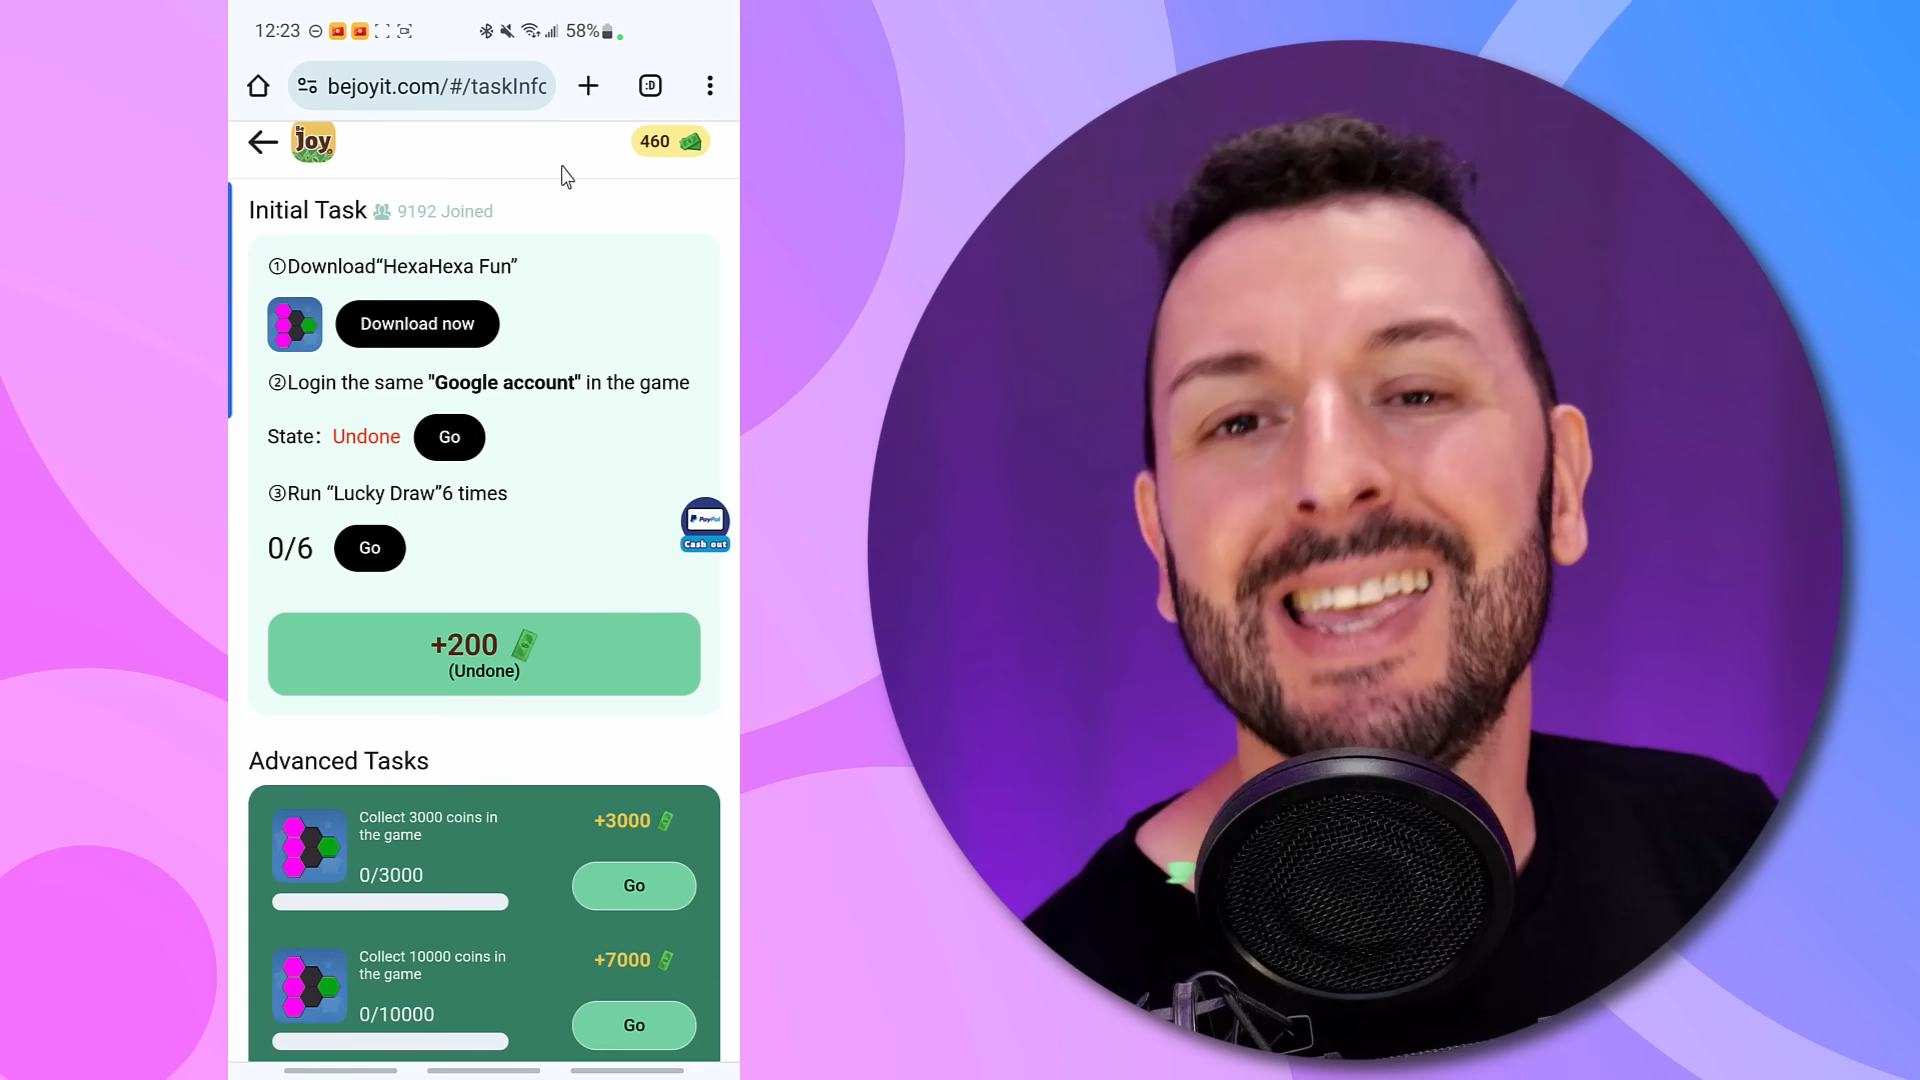 12:23
58%
bejoyit.com/#/taskInfo
:D
Be
Joy
460
Initial Task
9192 Joined
①Download“HexaHexa Fun”
Download now
②Login the same "Google account" in the game
State： Undone
Go
③Run “Lucky Draw”6 times
0/6
Go
PayPal
Cash out
+200
(Undone)
Advanced Tasks
Collect 3000 coins in
the game
+3000
0/3000
Go
Collect 10000 coins in
the game
+7000
0/10000
Go